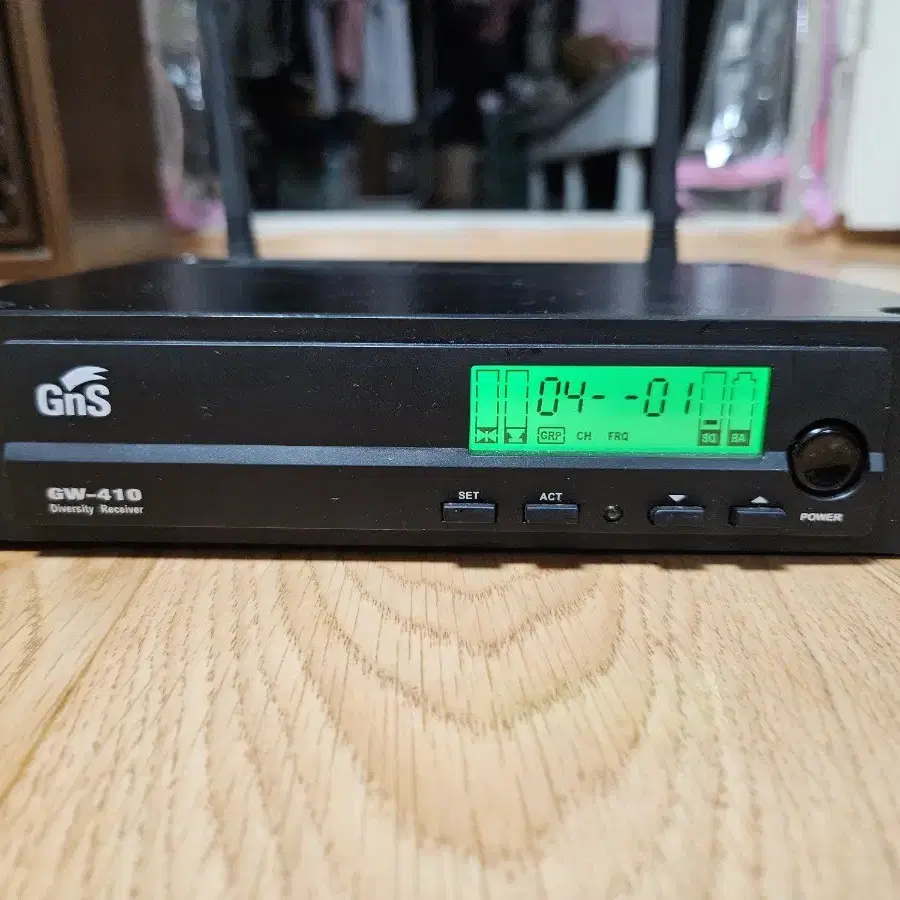 GnS
04--01
GRP CH FRQ SQ BA
GW-410
Diversity Receiver
SET
ACT
POWER